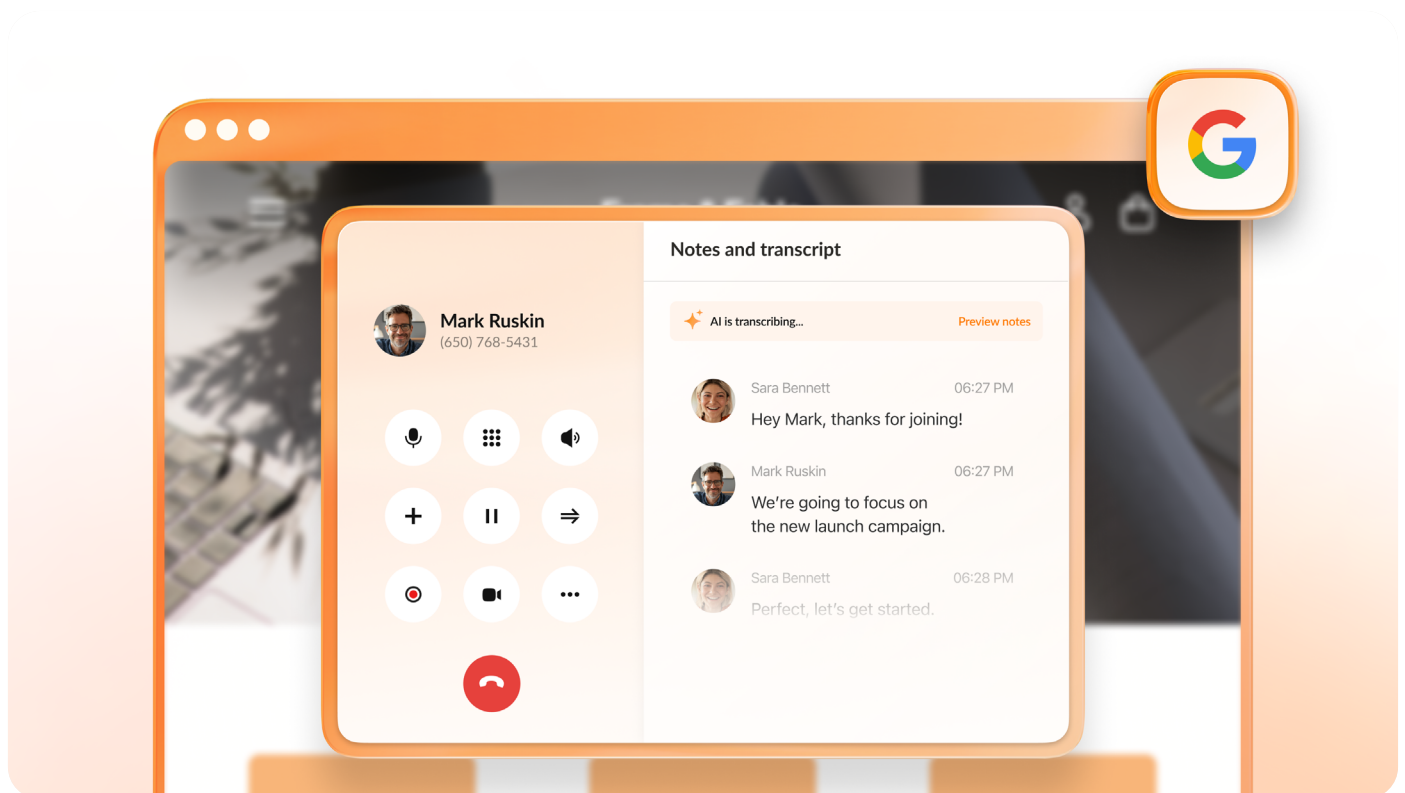 Mark Ruskin
(650) 768-5431
Notes and transcript
AI is transcribing...
Preview notes
Sara Bennett
06:27 PM
Hey Mark, thanks for joining!
Mark Ruskin
06:27 PM
We’re going to focus on
the new launch campaign.
Sara Bennett
06:28 PM
Perfect, let’s get started.